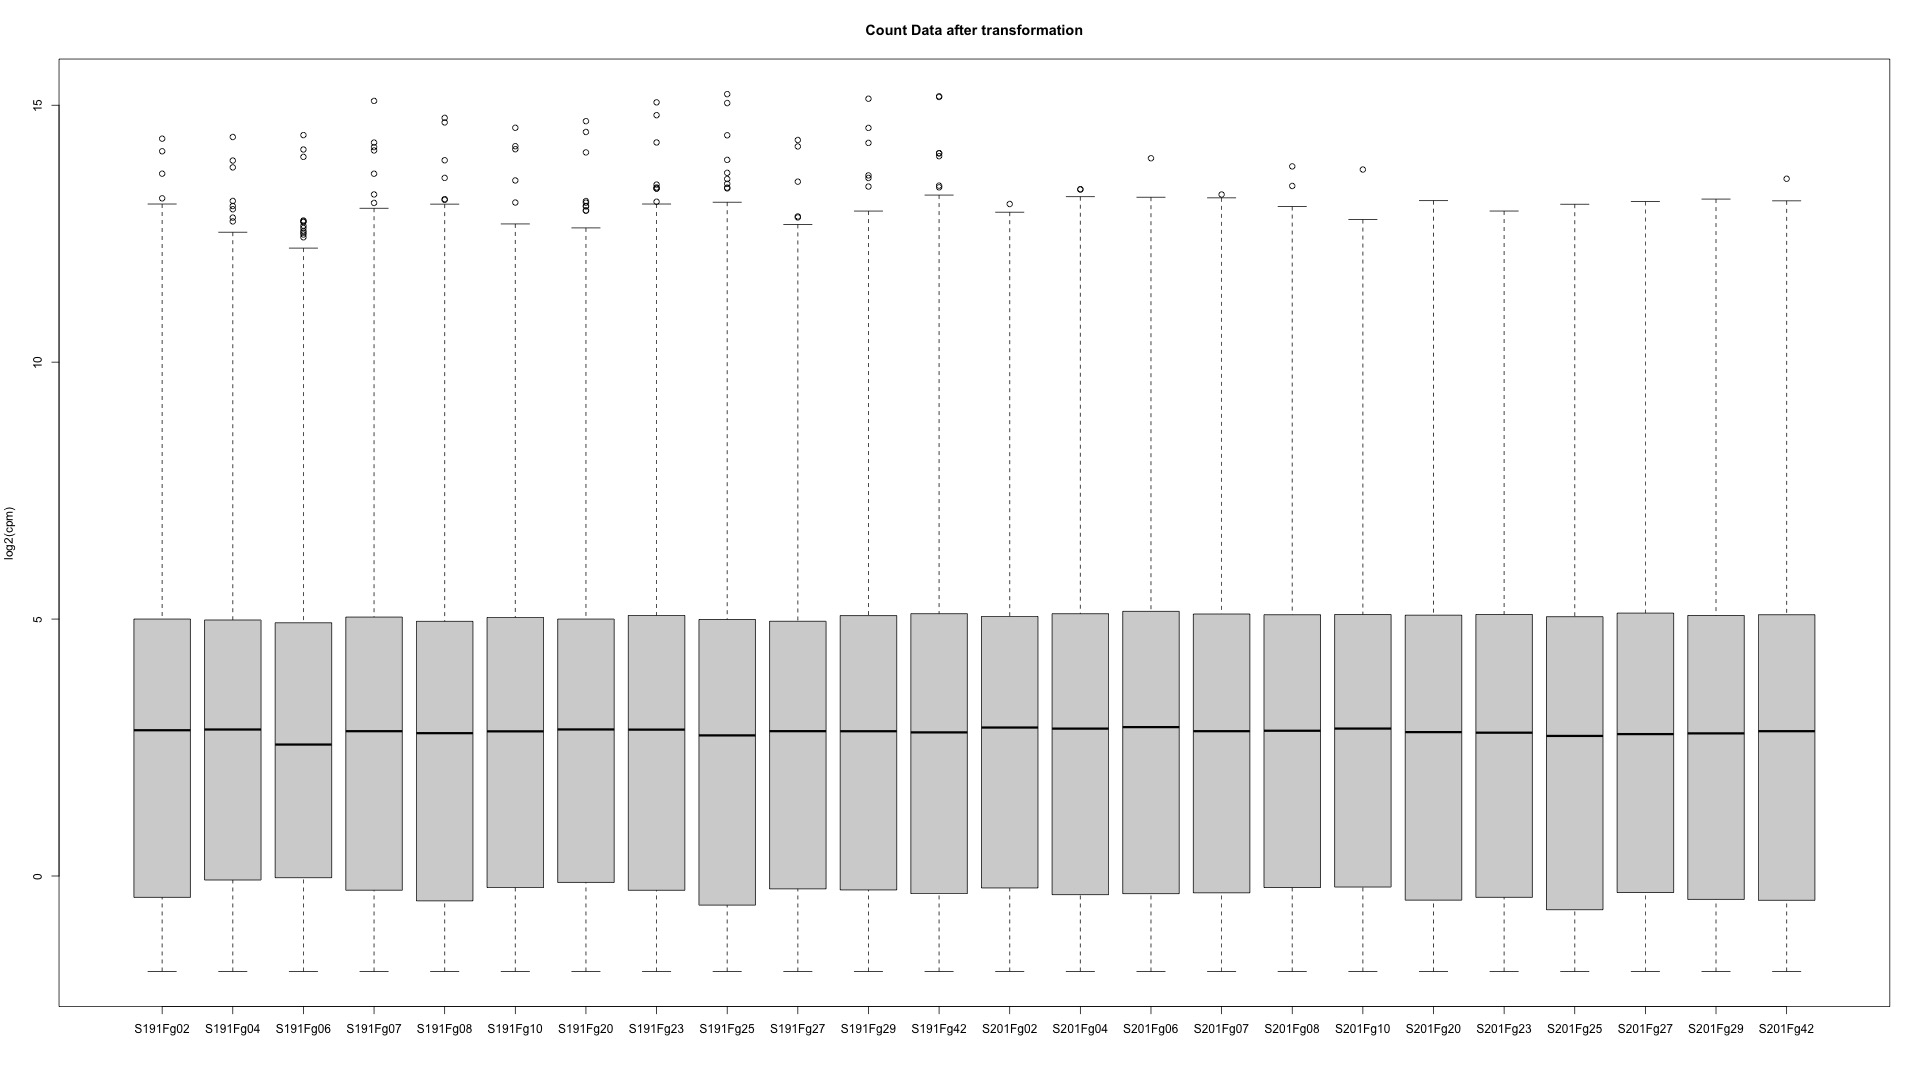 Count Data after transformation
log2(cpm)
15
10
5
0
S191Fg02 S191Fg04 S191Fg06 S191Fg07 S191Fg08 S191Fg10 S191Fg20 S191Fg23 S191Fg25 S191Fg27 S191Fg29 S191Fg42 S201Fg02 S201Fg04 S201Fg06 S201Fg07 S201Fg08 S201Fg10 S201Fg20 S201Fg23 S201Fg25 S201Fg27 S201Fg29 S201Fg42